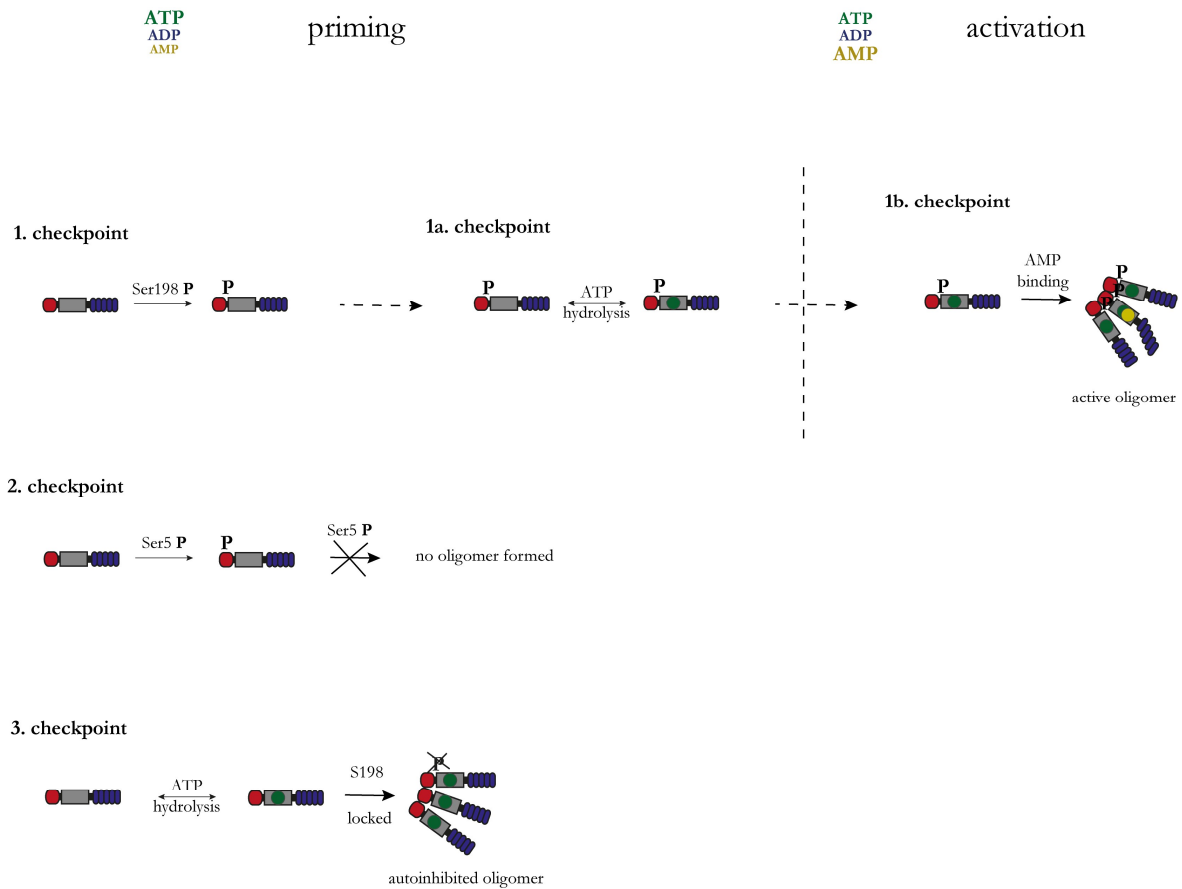 ATP
ADP
AMP
priming
ATP
ADP
AMP
activation
1. checkpoint
Ser198 P
P
1a. checkpoint
P
ATP
hydrolysis
P
1b. checkpoint
P
AMP
binding
P
P
P
active oligomer
2. checkpoint
Ser5 P
P
Ser5 P
no oligomer formed
3. checkpoint
ATP
hydrolysis
S198
locked
P
autoinhibited oligomer